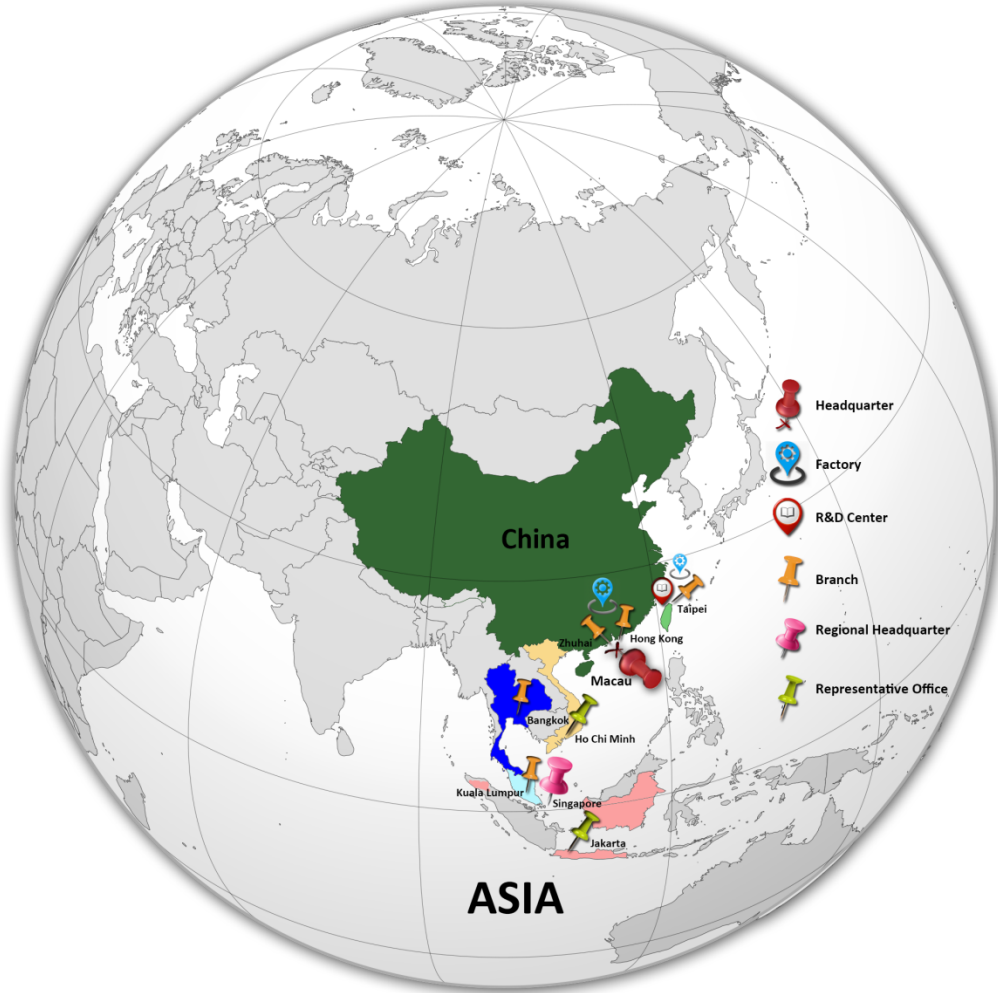 Headquarter
Factory
R&D Center
Branch
Regional Headquarter
Representative Office
China
Taipei
Zhuhai
Hong Kong
Macau
Bangkok
Ho Chi Minh
Kuala Lumpur
Singapore
Jakarta
ASIA